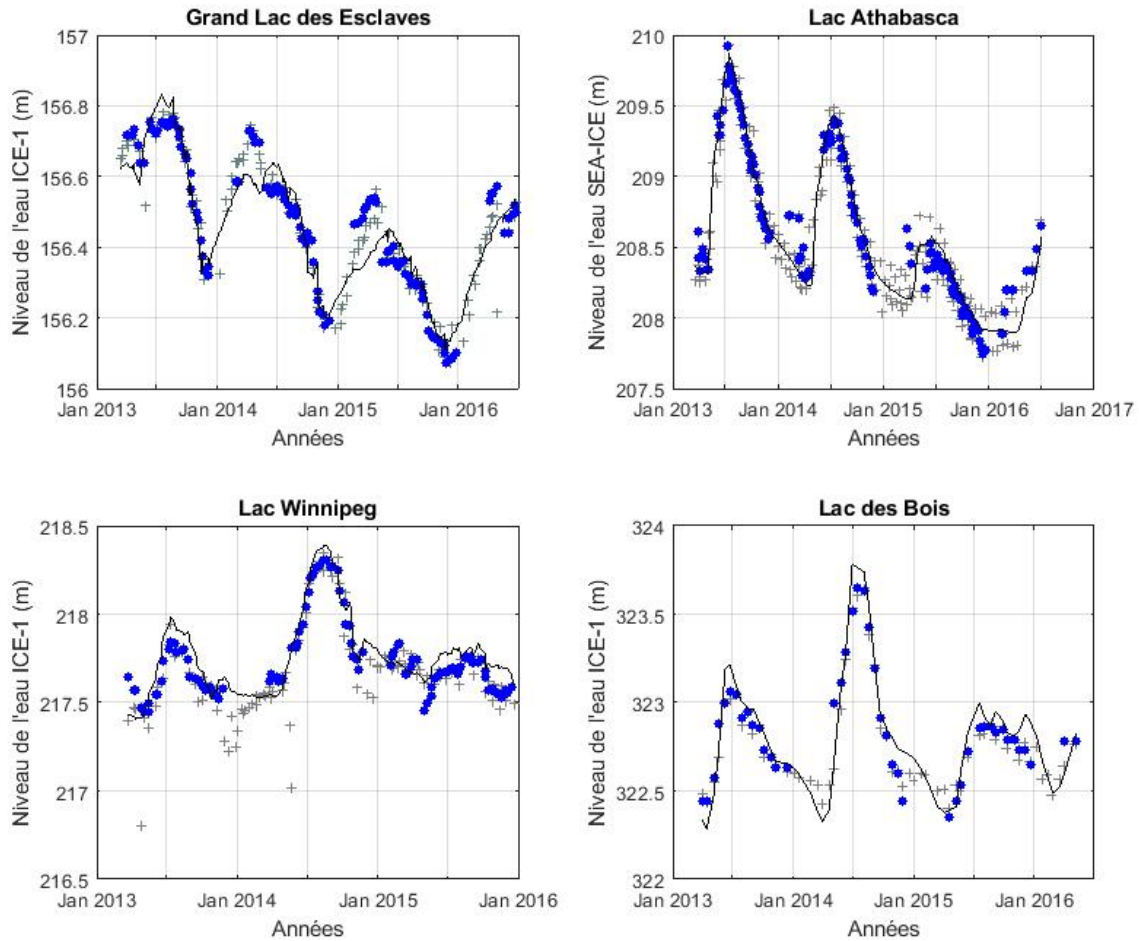 Grand Lac des Esclaves
Niveau de l'eau ICE-1 (m)
157
156.8
156.6
156.4
156.2
156
Jan 2013
Jan 2014
Jan 2015
Jan 2016
Années
Lac Athabasca
Niveau de l'eau SEA-ICE (m)
210
209.5
209
208.5
208
207.5
Jan 2013
Jan 2014
Jan 2015
Jan 2016
Jan 2017
Années
Lac Winnipeg
Niveau de l'eau ICE-1 (m)
218.5
218
217.5
217
216.5
Jan 2013
Jan 2014
Jan 2015
Jan 2016
Années
Lac des Bois
Niveau de l'eau ICE-1 (m)
324
323.5
323
322.5
322
Jan 2013
Jan 2014
Jan 2015
Jan 2016
Années